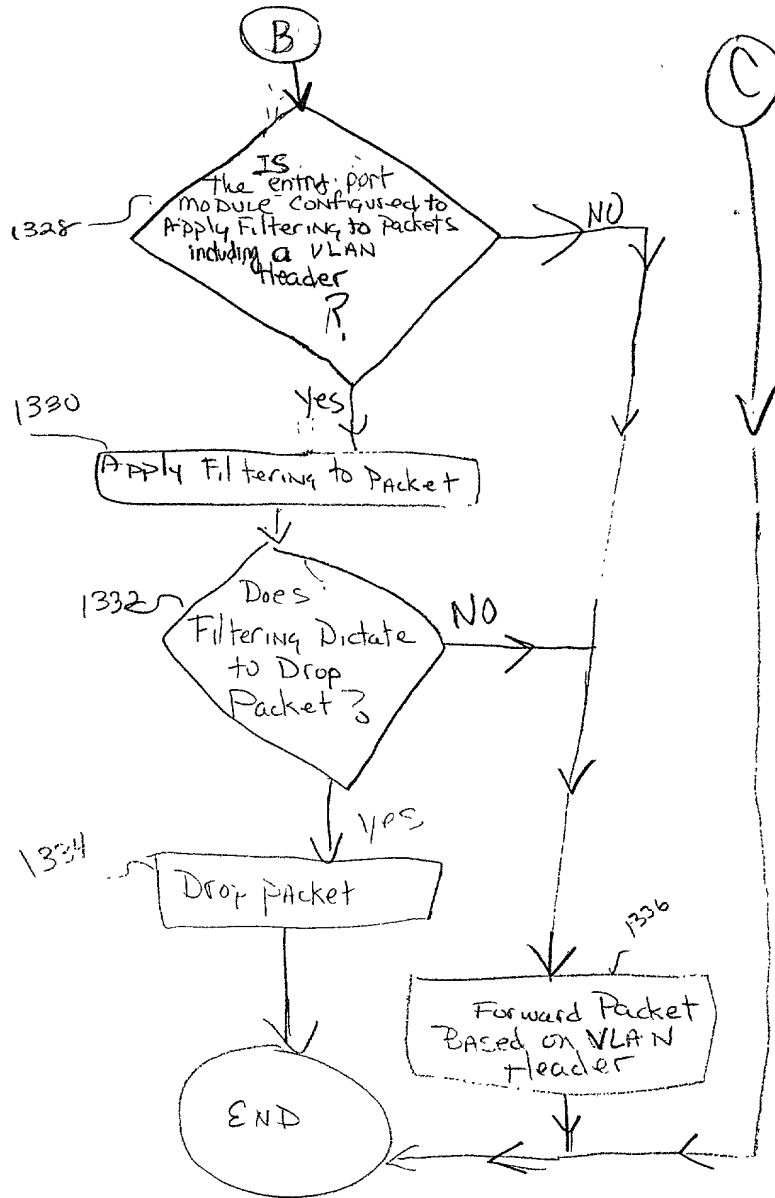 B
C
IS
the entry port
module configured to
Apply Filtering to Packets
including a VLAN
Header
?
1328
NO
yes
1330
Apply Filtering to Packet
1332
Does
Filtering Dictate
to Drop
Packet?
NO
yes
1334
Drop packet
1336
Forward Packet
Based on VLAN
Header
END